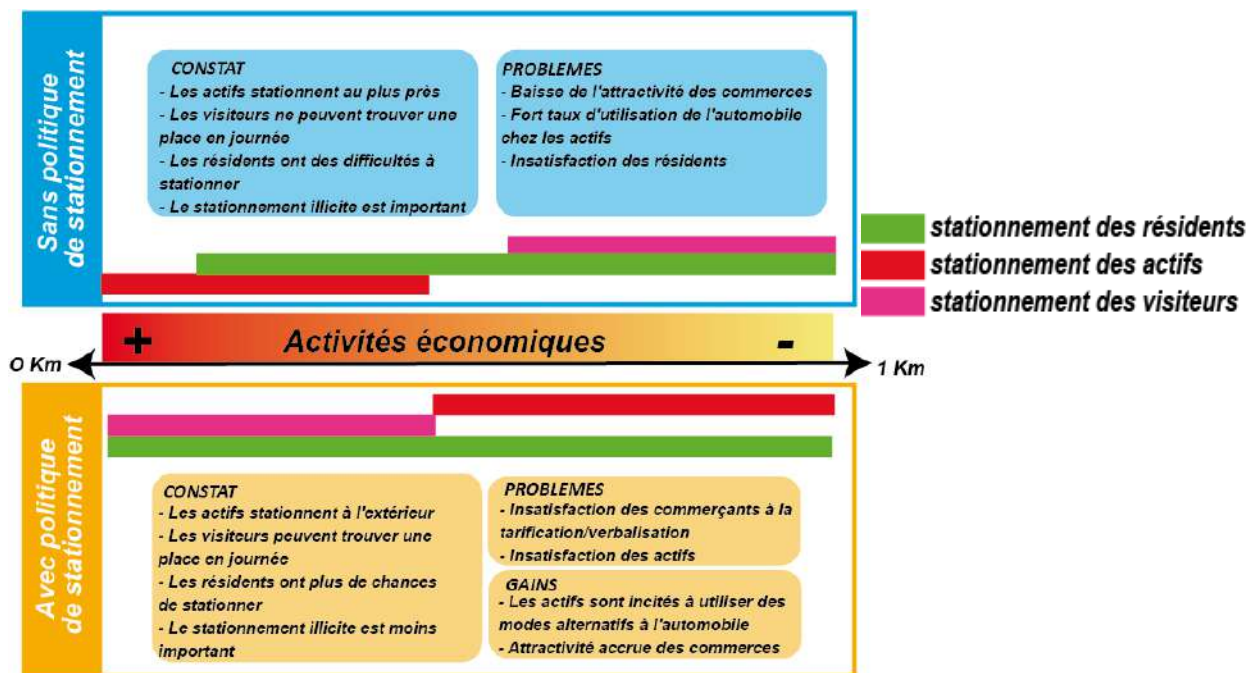 Sans politique
de stationnement
CONSTAT
- Les actifs stationnent au plus près
- Les visiteurs ne peuvent trouver une
place en journée
- Les résidents ont des difficultés à
stationner
- Le stationnement illicite est important
PROBLEMES
- Baisse de l'attractivité des commerces
- Fort taux d'utilisation de l'automobile
chez les actifs
- Insatisfaction des résidents
stationnement des résidents
stationnement des actifs
stationnement des visiteurs
+ Activités économiques -
0 Km
1 Km
Avec politique
de stationnement
CONSTAT
- Les actifs stationnent à l'extérieur
- Les visiteurs peuvent trouver une
place en journée
- Les résidents ont plus de chances
de stationner
- Le stationnement illicite est moins
important
PROBLEMES
- Insatisfaction des commerçants à la
tarification/verbalisation
- Insatisfaction des actifs
GAINS
- Les actifs sont incités à utiliser des
modes alternatifs à l'automobile
- Attractivité accrue des commerces